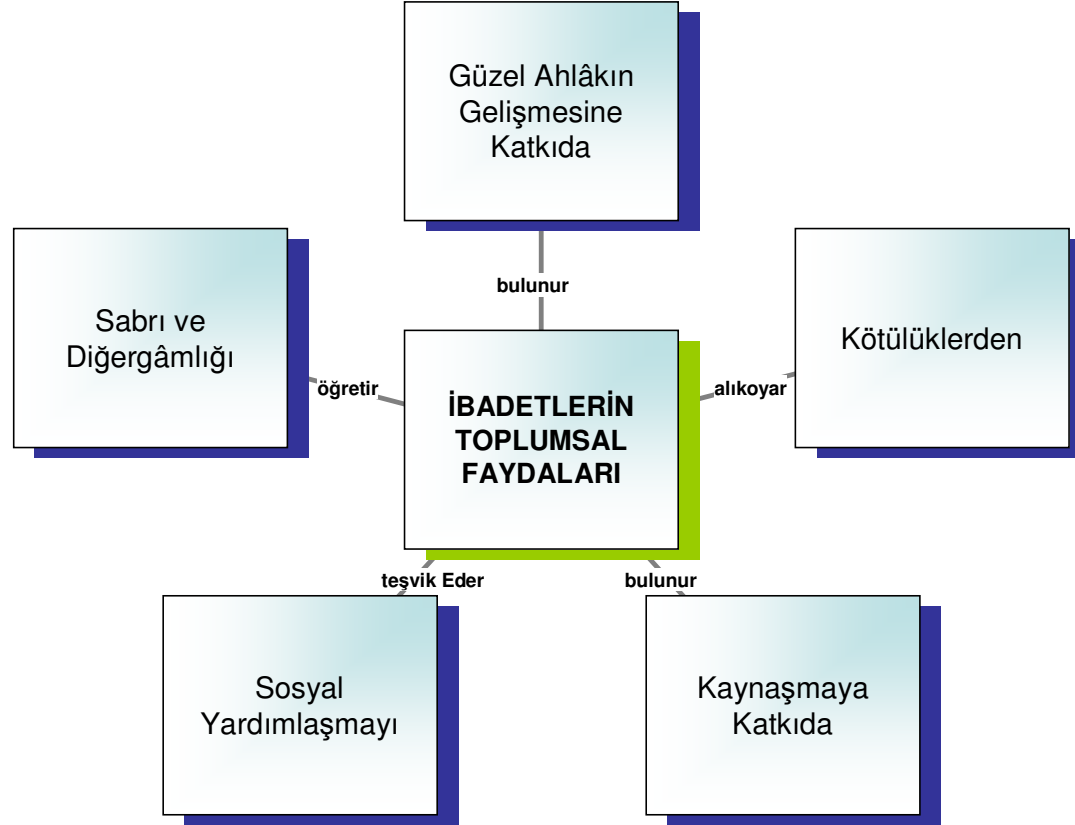 Güzel Ahlâkın
Gelişmesine
Katkıda
bulunur
Sabrı ve
Diğergâmlığı
öğretir
İBADETLERİN
TOPLUMSAL
FAYDALARI
alıkoyar
Kötülüklerden
teşvik Eder
bulunur
Sosyal
Yardımlaşmayı
Kaynaşmaya
Katkıda